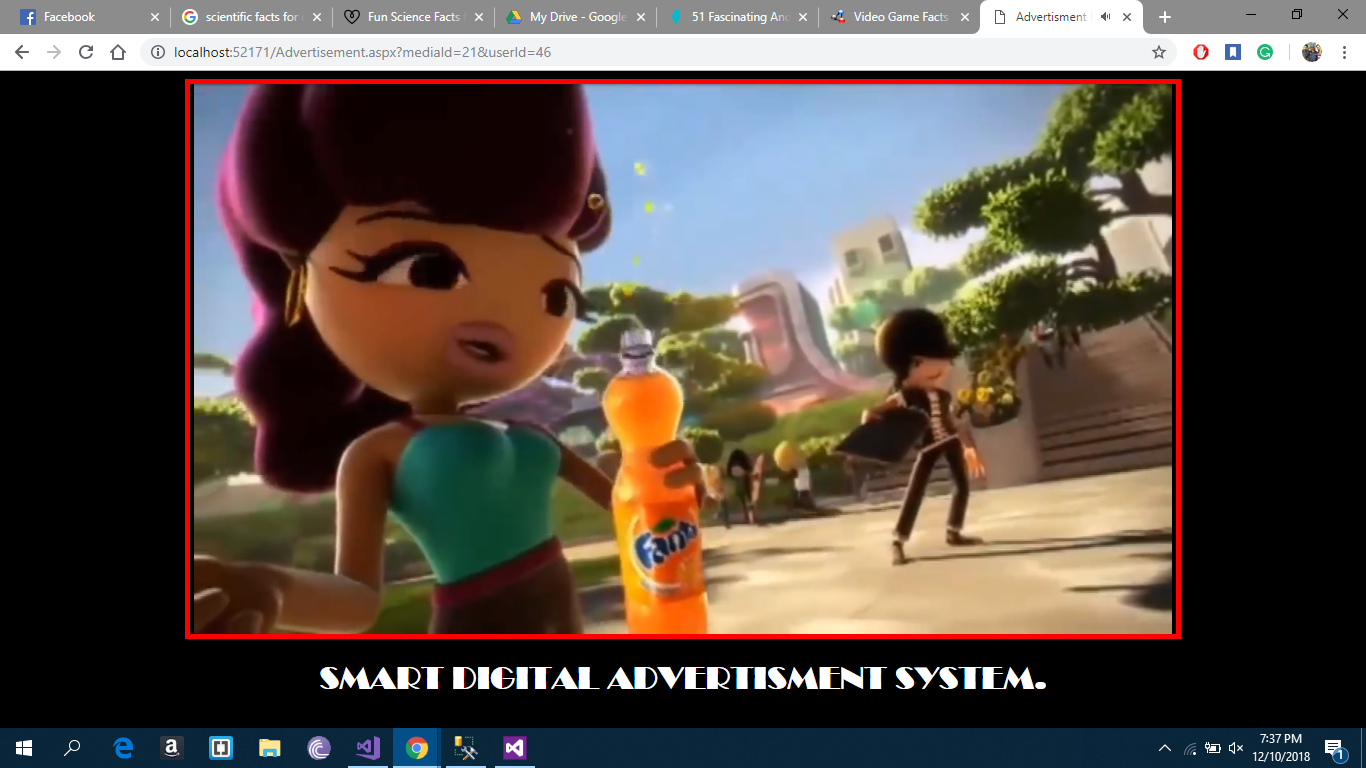 Facebook
scientific facts for
Fun Science Facts
My Drive - Google
51 Fascinating And
Video Game Facts
Advertisment
localhost:52171/Advertisement.aspx?mediaId=21&userId=46
Fanta
SMART DIGITAL ADVERTISMENT SYSTEM.
7:37 PM
12/10/2018
1